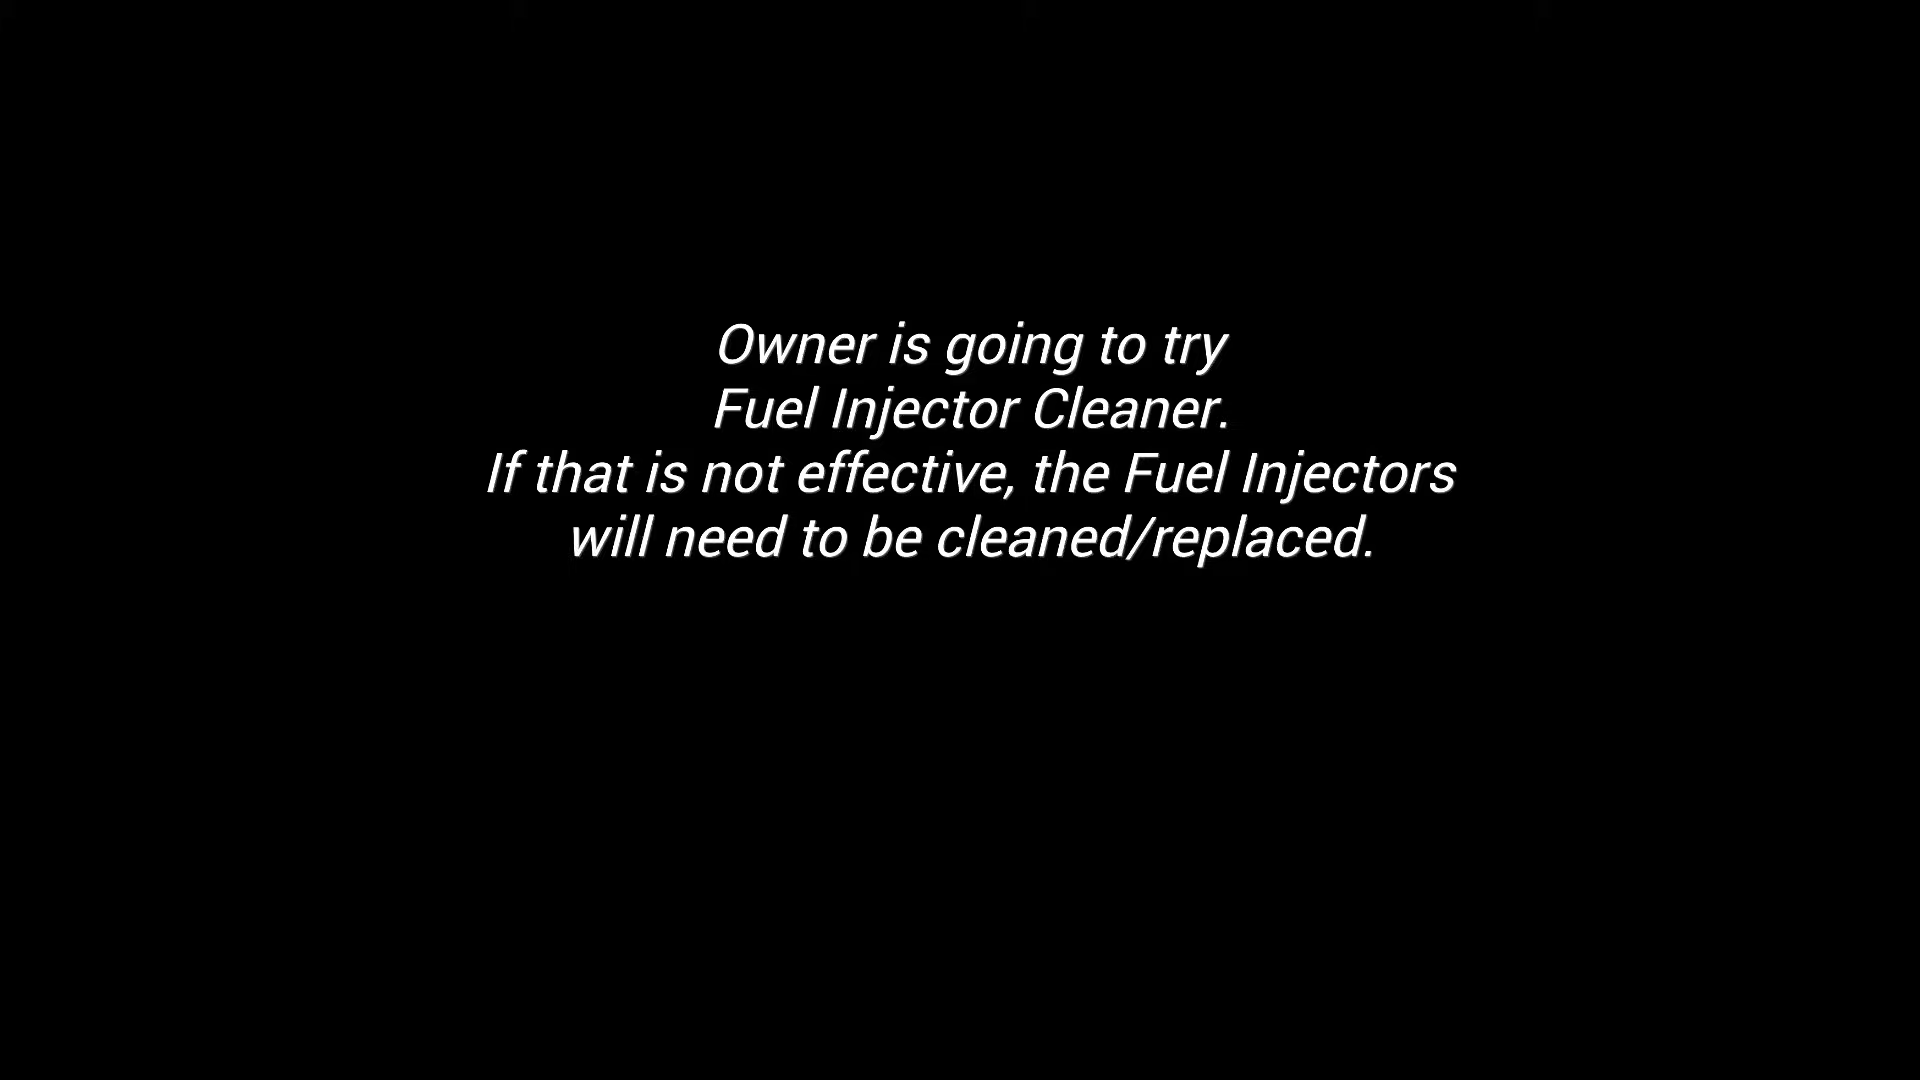 Owner is going to try
Fuel Injector Cleaner.
If that is not effective, the Fuel Injectors
will need to be cleaned/replaced.